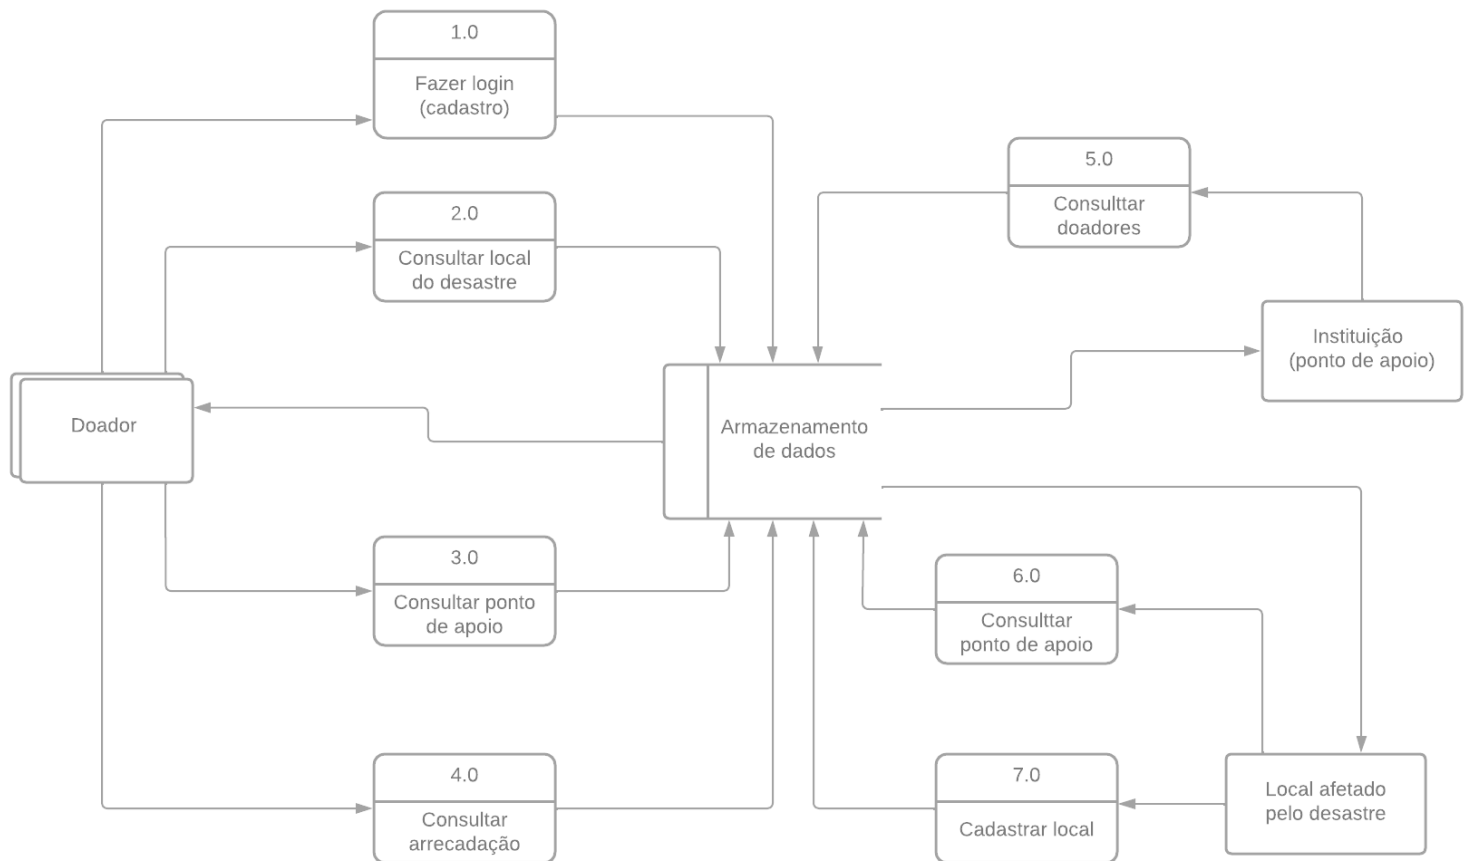 1.0
Fazer login
(cadastro)
2.0
Consultar local
do desastre
5.0
Consulttar
doadores
Instituição
(ponto de apoio)
Doador
Armazenamento
de dados
3.0
Consultar ponto
de apoio
6.0
Consulttar
ponto de apoio
4.0
Consultar
arrecadação
7.0
Cadastrar local
Local afetado
pelo desastre